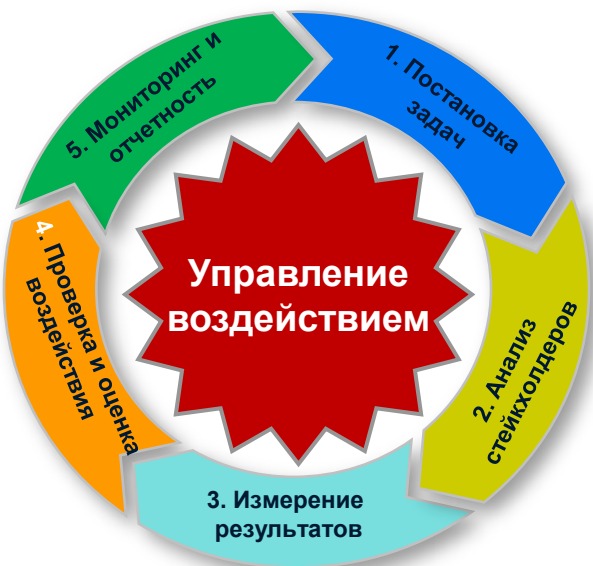 Управление
воздействием
1. Постановка
задач
2. Анализ
стейкхолдеров
3. Измерение
результатов
4. Проверка и оценка
воздействия
5. Мониторинг и
отчетность